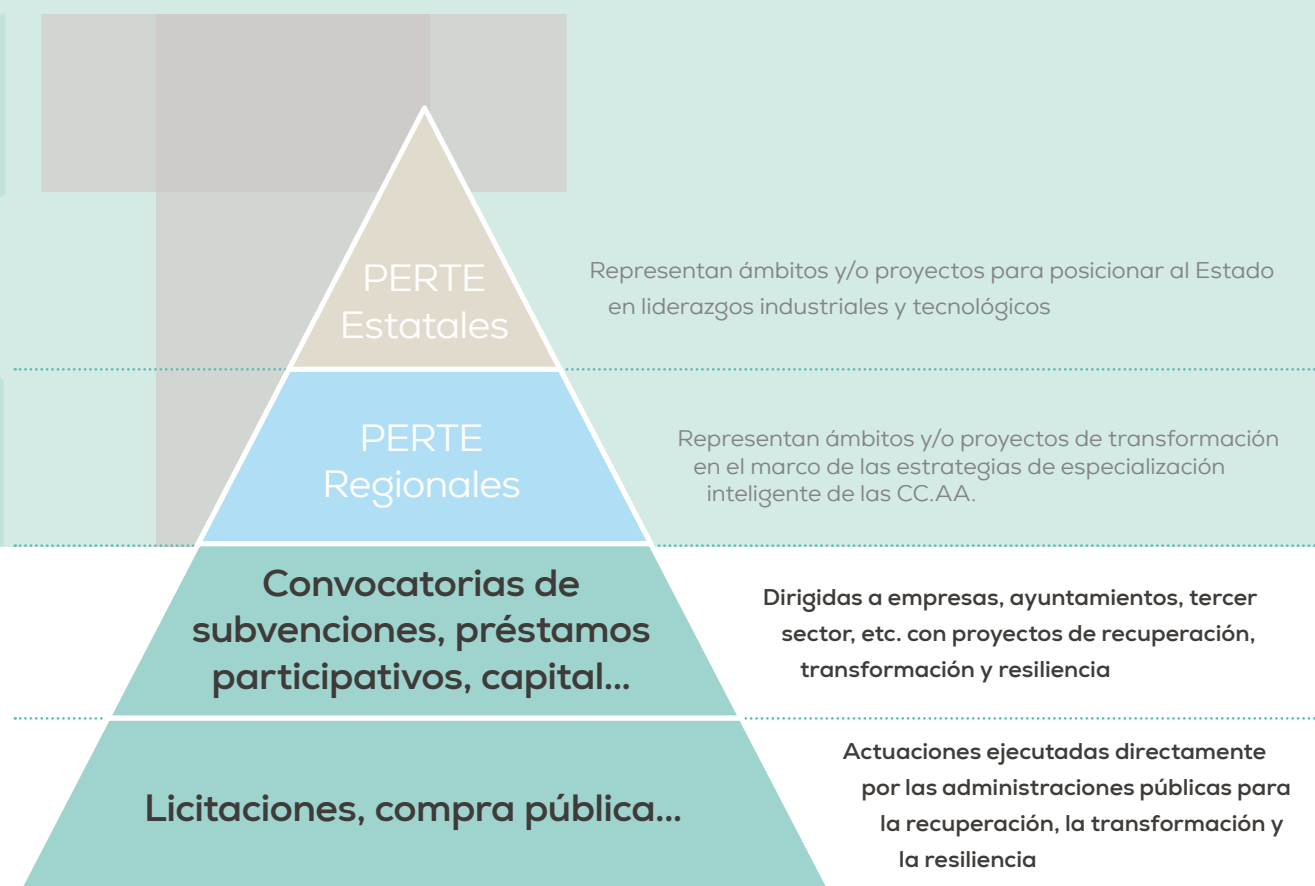 PERTE
Estatales
Representan ámbitos y/o proyectos para posicionar al Estado
en liderazgos industriales y tecnológicos
PERTE
Regionales
Representan ámbitos y/o proyectos de transformación
en el marco de las estrategias de especialización
inteligente de las CC.AA.
Convocatorias de
subvenciones, préstamos
participativos, capital...
Dirigidas a empresas, ayuntamientos, tercer
sector, etc. con proyectos de recuperación,
transformación y resiliencia
Licitaciones, compra pública...
Actuaciones ejecutadas directamente
por las administraciones públicas para
la recuperación, la transformación y
la resiliencia